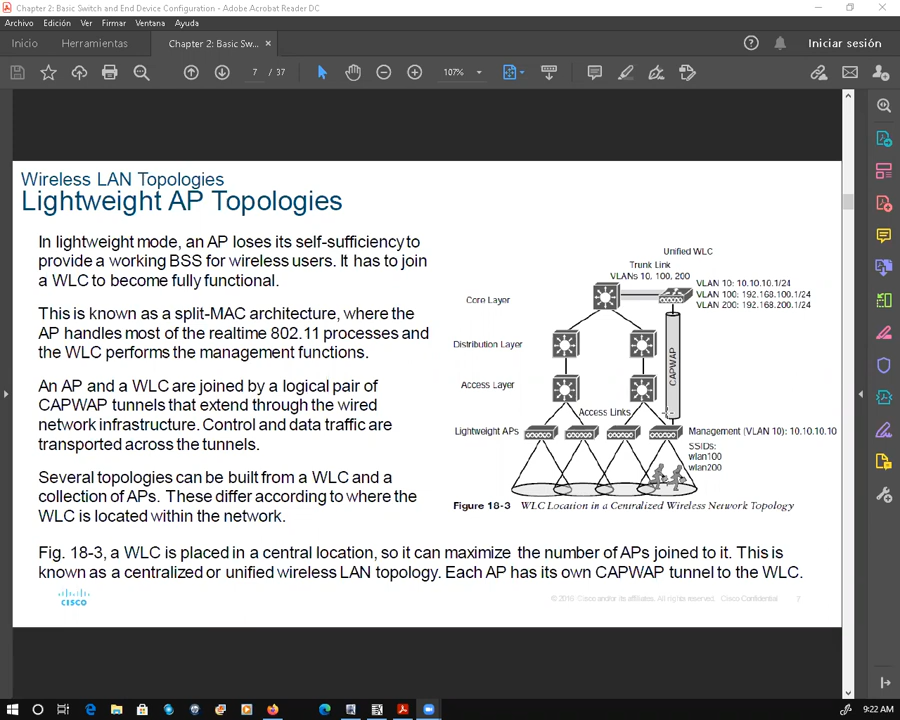 Chapter 2: Basic Switch and End Device Configuration - Adobe Acrobat Reader DC
Archivo Edición Ver Firmar Ventana Ayuda
Inicio Herramientas Chapter 2: Basic Sw... × Iniciar sesión
7 / 37 107%
Wireless LAN Topologies
Lightweight AP Topologies
In lightweight mode, an AP loses its self-sufficiency to
provide a working BSS for wireless users. It has to join
a WLC to become fully functional.
This is known as a split-MAC architecture, where the
AP handles most of the realtime 802.11 processes and
the WLC performs the management functions.
An AP and a WLC are joined by a logical pair of
CAPWAP tunnels that extend through the wired
network infrastructure. Control and data traffic are
transported across the tunnels.
Several topologies can be built from a WLC and a
collection of APs. These differ according to where the
WLC is located within the network.
Unified WLC
Trunk Link
VLANs 10, 100, 200
VLAN 10: 10.10.10.1/24
VLAN 100: 192.168.100.1/24
VLAN 200: 192.168.200.1/24
Core Layer
Distribution Layer
CAPWAP
Access Layer
Access Links
Lightweight APs
Management (VLAN 10): 10.10.10.10
SSIDs:
wlan100
wlan200
Figure 18-3 WLC Location in a Centralized Wireless Network Topology
Fig. 18-3, a WLC is placed in a central location, so it can maximize the number of APs joined to it. This is
known as a centralized or unified wireless LAN topology. Each AP has its own CAPWAP tunnel to the WLC.
CISCO
© 2016 Cisco and/or its affiliates. All rights reserved. Cisco Confidential 7
9:22 AM